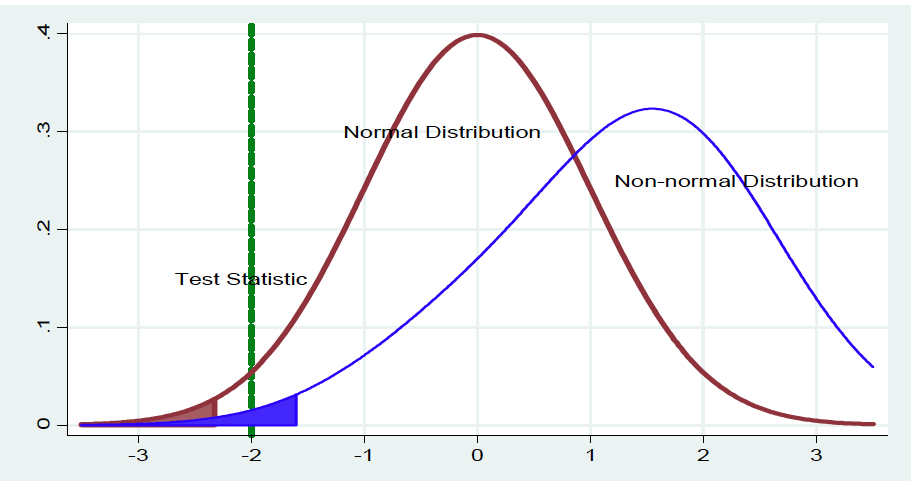 .4
.3
.2
.1
0
Normal Distribution
Non-normal Distribution
Test Statistic
-3 -2 -1 0 1 2 3